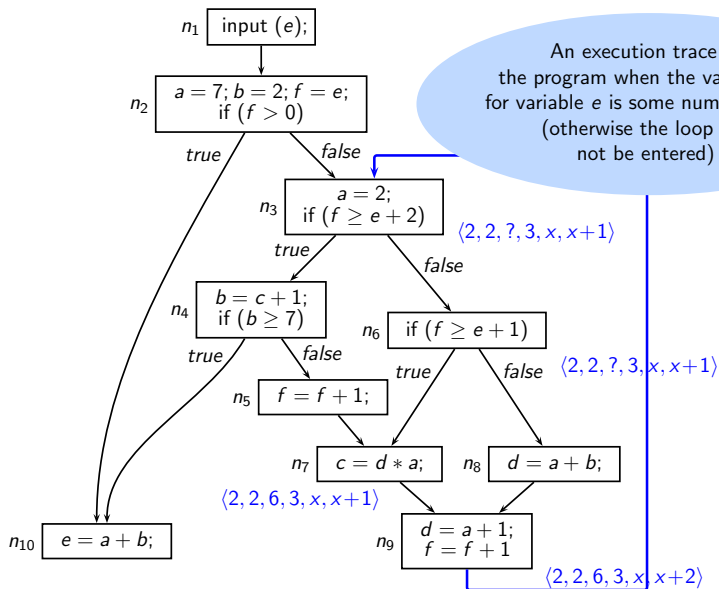 n1 input (e);
n2 a = 7; b = 2; f = e;
if (f > 0)
An execution trace
the program when the va
for variable e is some num
(otherwise the loop
not be entered)
true
false
n3 a = 2;
if (f ≥ e + 2)
⟨2, 2, ?, 3, x, x+1⟩
true
false
n4 b = c + 1;
if (b ≥ 7)
n6 if (f ≥ e + 1)
true
false
true
false
⟨2, 2, ?, 3, x, x+1⟩
n5 f = f + 1;
n7 c = d ∗ a;
n8 d = a + b;
⟨2, 2, 6, 3, x, x+1⟩
n10 e = a + b;
n9 d = a + 1;
f = f + 1
⟨2, 2, 6, 3, x, x+2⟩